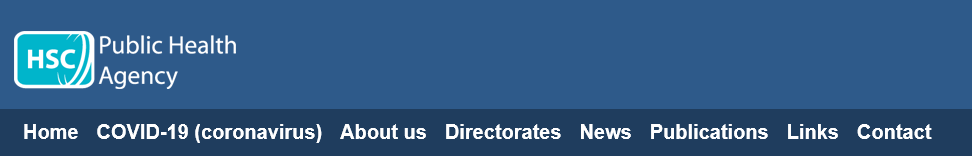 HSC Public Health
Agency
Home COVID-19 (coronavirus) About us Directorates News Publications Links Contact